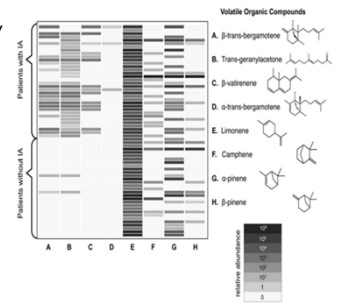 Volatile Organic Compounds
Patients with IA
Patients without IA
A. β-trans-bergamotene
B. Trans-geranylacetone
C. β-vatirenene
D. α-trans-bergamotene
E. Limonene
F. Camphene
G. α-pinene
H. β-pinene
A B C D E F G H
relative abundance
1
0